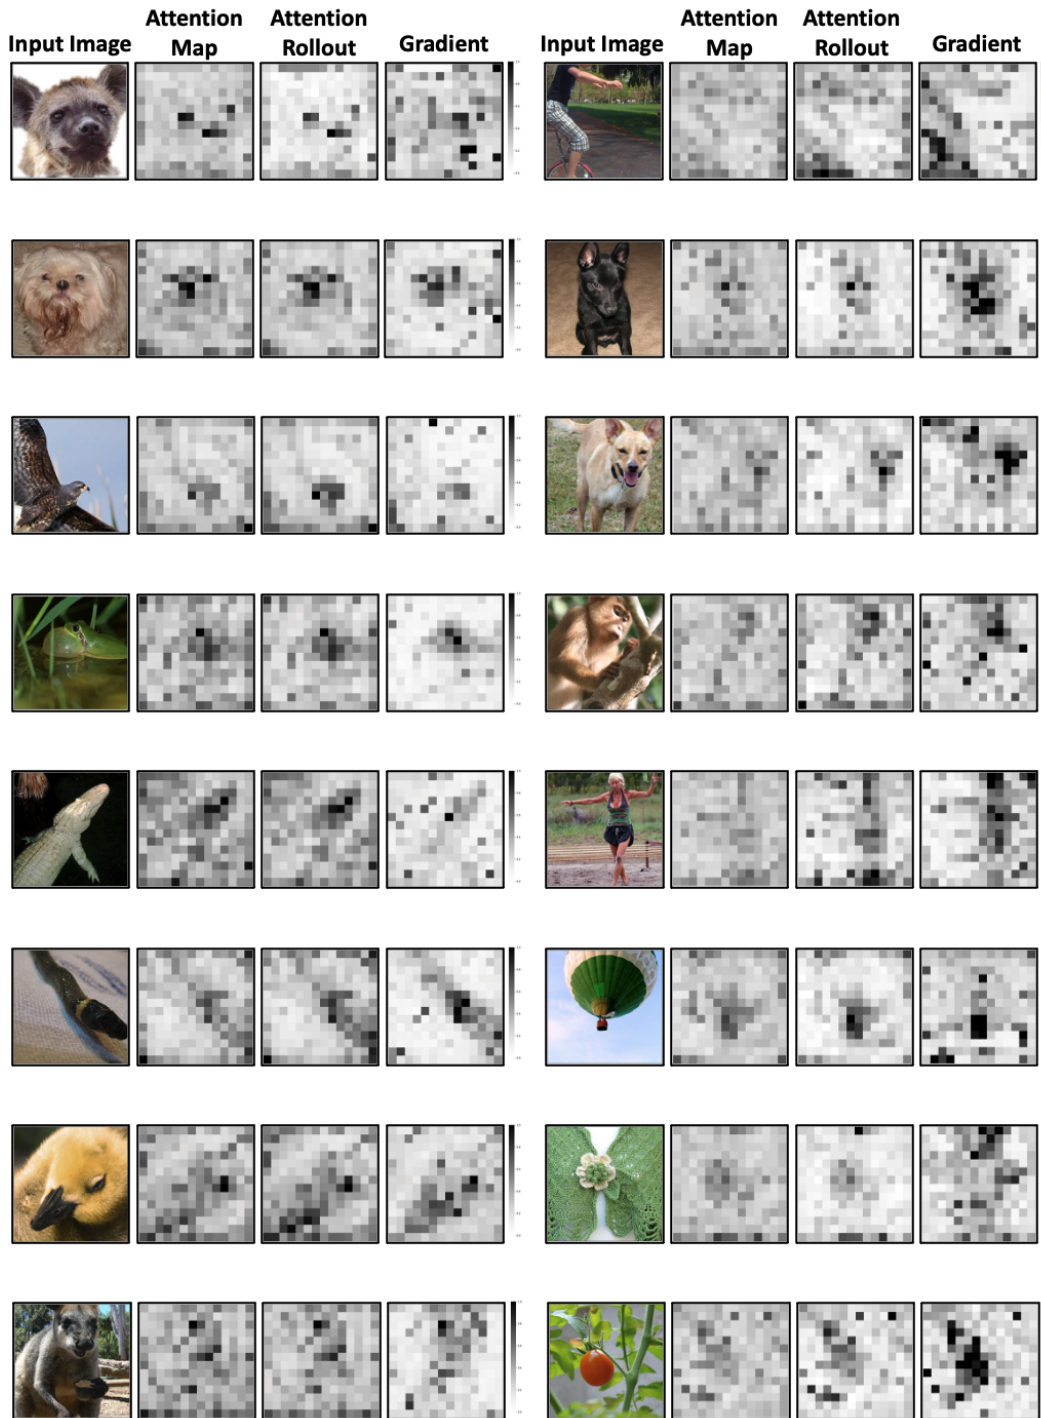 Input Image
Attention
Map
Attention
Rollout
Gradient
Input Image
Attention
Map
Attention
Rollout
Gradient